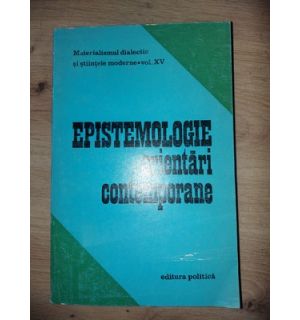 Materialismul dialectic
și științele moderne • vol. XV
EPISTEMOLOGIE
orientări
contemporane
editura politică